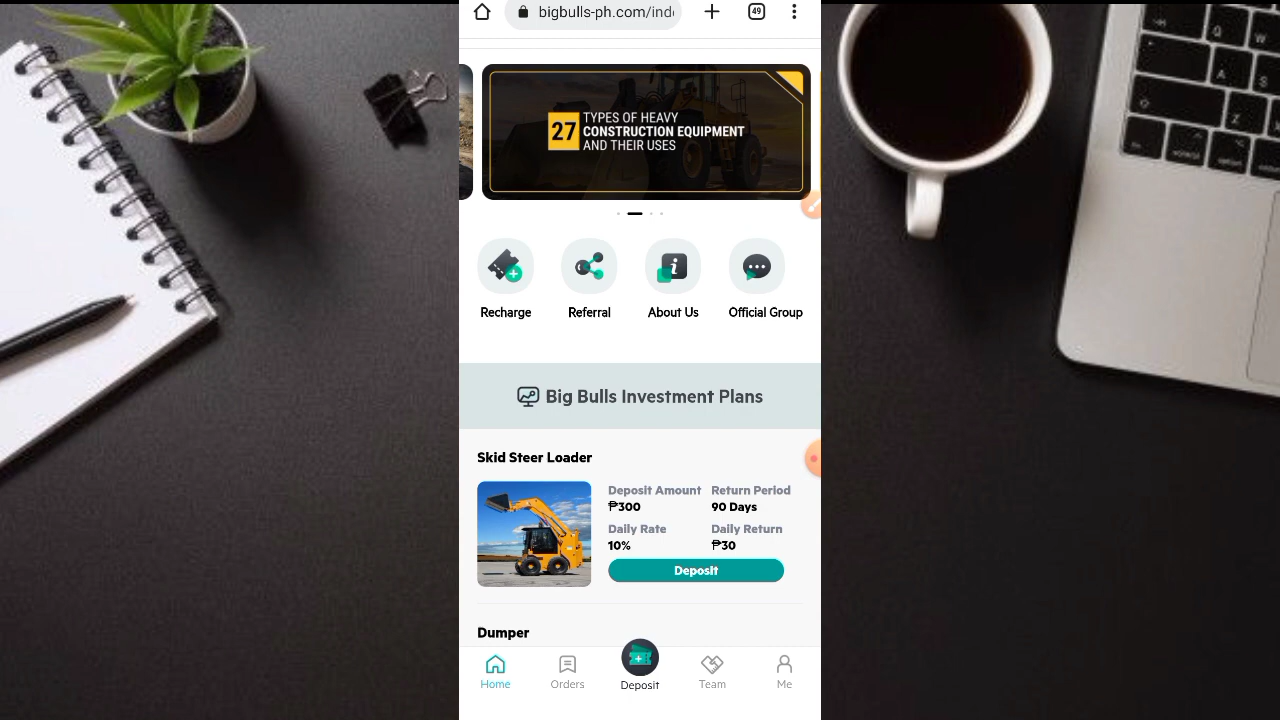 bigbulls-ph.com/ind
49
27
TYPES OF HEAVY
CONSTRUCTION EQUIPMENT
AND THEIR USES
Recharge
Referral
About Us
Official Group
Big Bulls Investment Plans
Skid Steer Loader
Deposit Amount
Return Period
₱300
90 Days
Daily Rate
Daily Return
10%
₱30
Deposit
Dumper
Home
Orders
Deposit
Team
Me
Q
W
A
S
Z